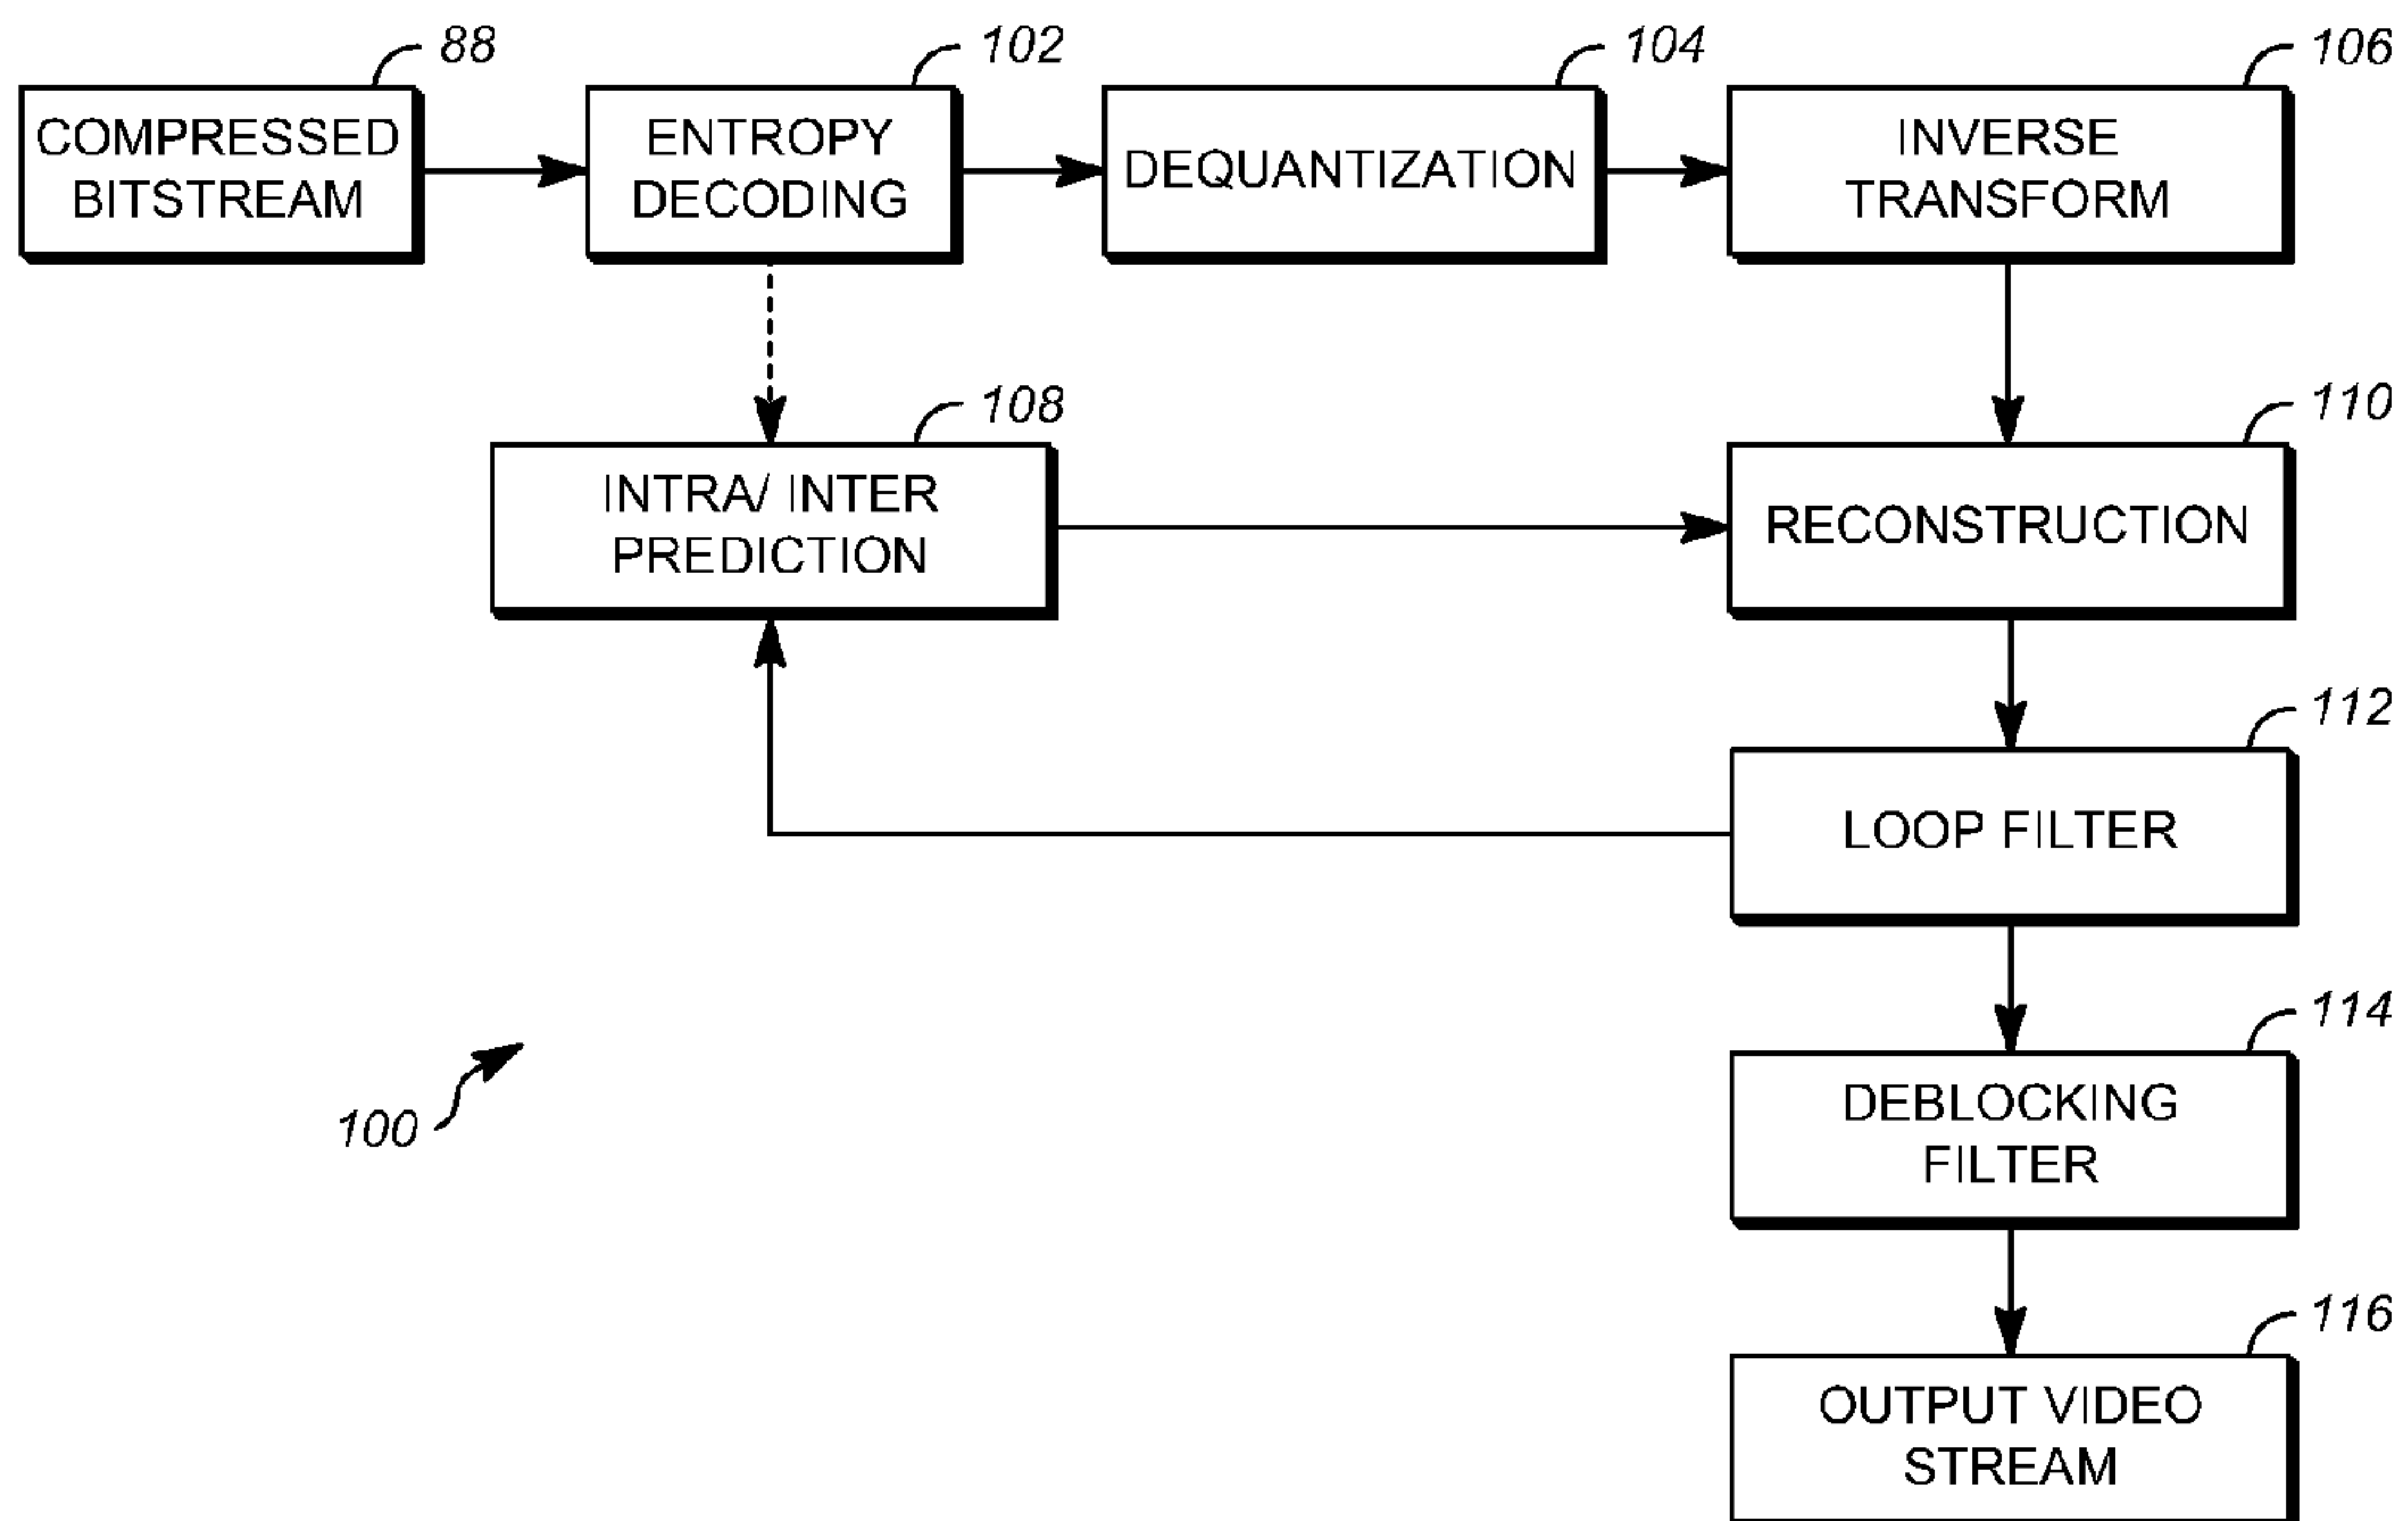 88
102
104
106
COMPRESSED
BITSTREAM
ENTROPY
DECODING
DEQUANTIZATION
INVERSE
TRANSFORM
108
110
INTRA/ INTER
PREDICTION
RECONSTRUCTION
112
LOOP FILTER
114
100
DEBLOCKING
FILTER
116
OUTPUT VIDEO
STREAM